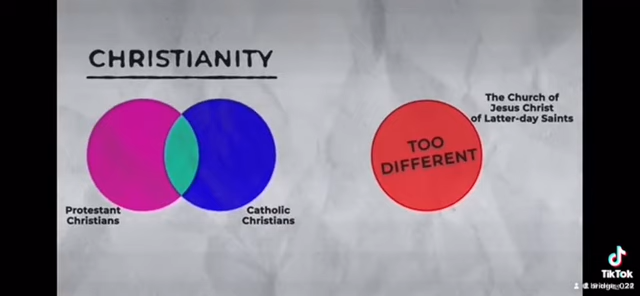 CHRISTIANITY
The Church of
Jesus Christ
of Latter-day Saints
TOO
DIFFERENT
Protestant
Christians
Catholic
Christians
TikTok